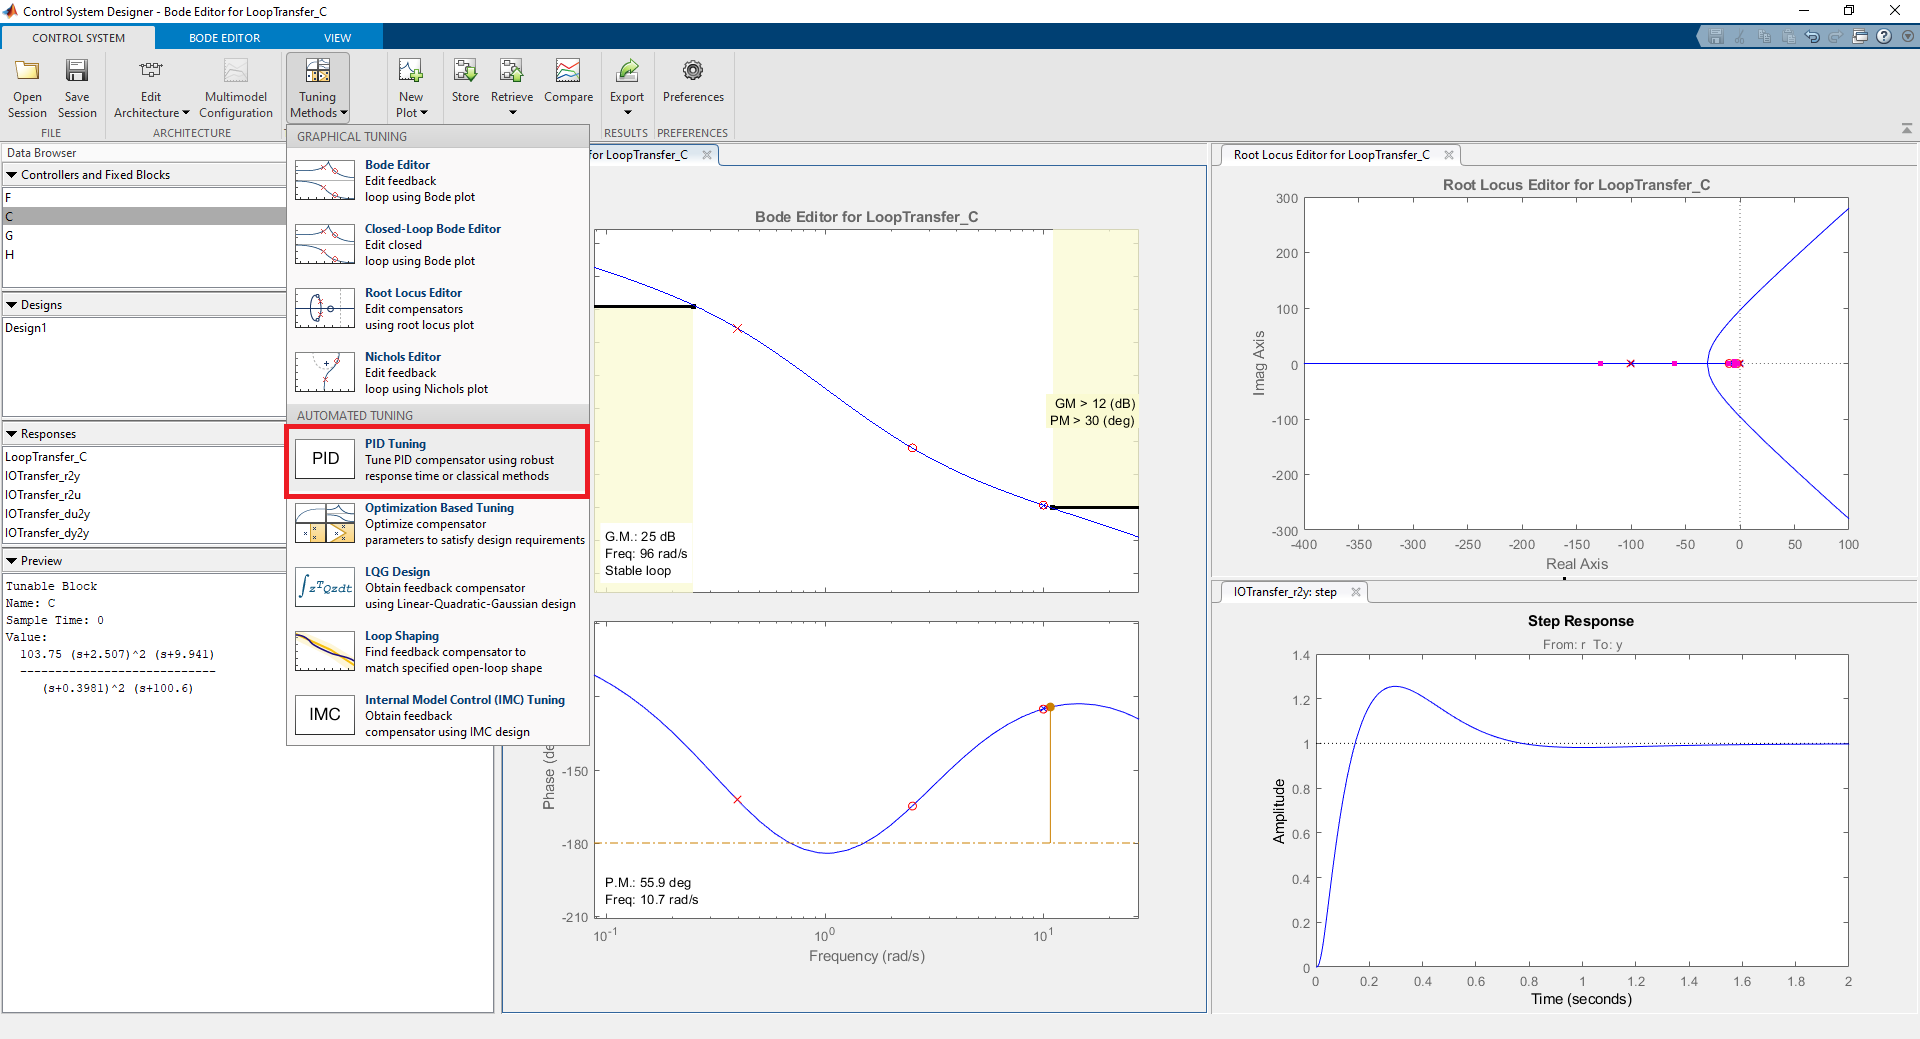 Control System Designer - Bode Editor for LoopTransfer_C
CONTROL SYSTEM
BODE EDITOR
VIEW
Open
Session
Save
Session
Edit
Architecture
Multimodel
Configuration
Tuning
Methods
New
Plot
Store
Retrieve
Compare
Export
Preferences
FILE
ARCHITECTURE
RESULTS
PREFERENCES
Data Browser
Controllers and Fixed Blocks
F
C
G
H
Designs
Design1
Responses
LoopTransfer_C
IOTransfer_r2y
IOTransfer_r2u
IOTransfer_du2y
IOTransfer_dy2y
Preview
Tunable Block
Name: C
Sample Time: 0
Value:
103.75 (s+2.507)^2 (s+9.941)
----------------------------
(s+0.3981)^2 (s+100.6)
GRAPHICAL TUNING
Bode Editor
Edit feedback
loop using Bode plot
Closed-Loop Bode Editor
Edit closed
loop using Bode plot
Root Locus Editor
Edit compensators
using root locus plot
Nichols Editor
Edit feedback
loop using Nichols plot
AUTOMATED TUNING
PID
PID Tuning
Tune PID compensator using robust
response time or classical methods
Optimization Based Tuning
Optimize compensator
parameters to satisfy design requirements
∫zᵀQzdt
LQG Design
Obtain feedback compensator
using Linear-Quadratic-Gaussian design
Loop Shaping
Find feedback compensator to
match specified open-loop shape
IMC
Internal Model Control (IMC) Tuning
Obtain feedback
compensator using IMC design
for LoopTransfer_C
Bode Editor for LoopTransfer_C
GM > 12 (dB)
PM > 30 (deg)
G.M.: 25 dB
Freq: 96 rad/s
Stable loop
Phase (de
-150
-180
-210
P.M.: 55.9 deg
Freq: 10.7 rad/s
10^-1
10^0
10^1
Frequency (rad/s)
Root Locus Editor for LoopTransfer_C
Root Locus Editor for LoopTransfer_C
Imag Axis
300
200
100
0
-100
-200
-300
-400 -350 -300 -250 -200 -150 -100 -50 0 50 100
Real Axis
IOTransfer_r2y: step
Step Response
From: r To: y
Amplitude
1.4
1.2
1
0.8
0.6
0.4
0.2
0
0 0.2 0.4 0.6 0.8 1 1.2 1.4 1.6 1.8 2
Time (seconds)